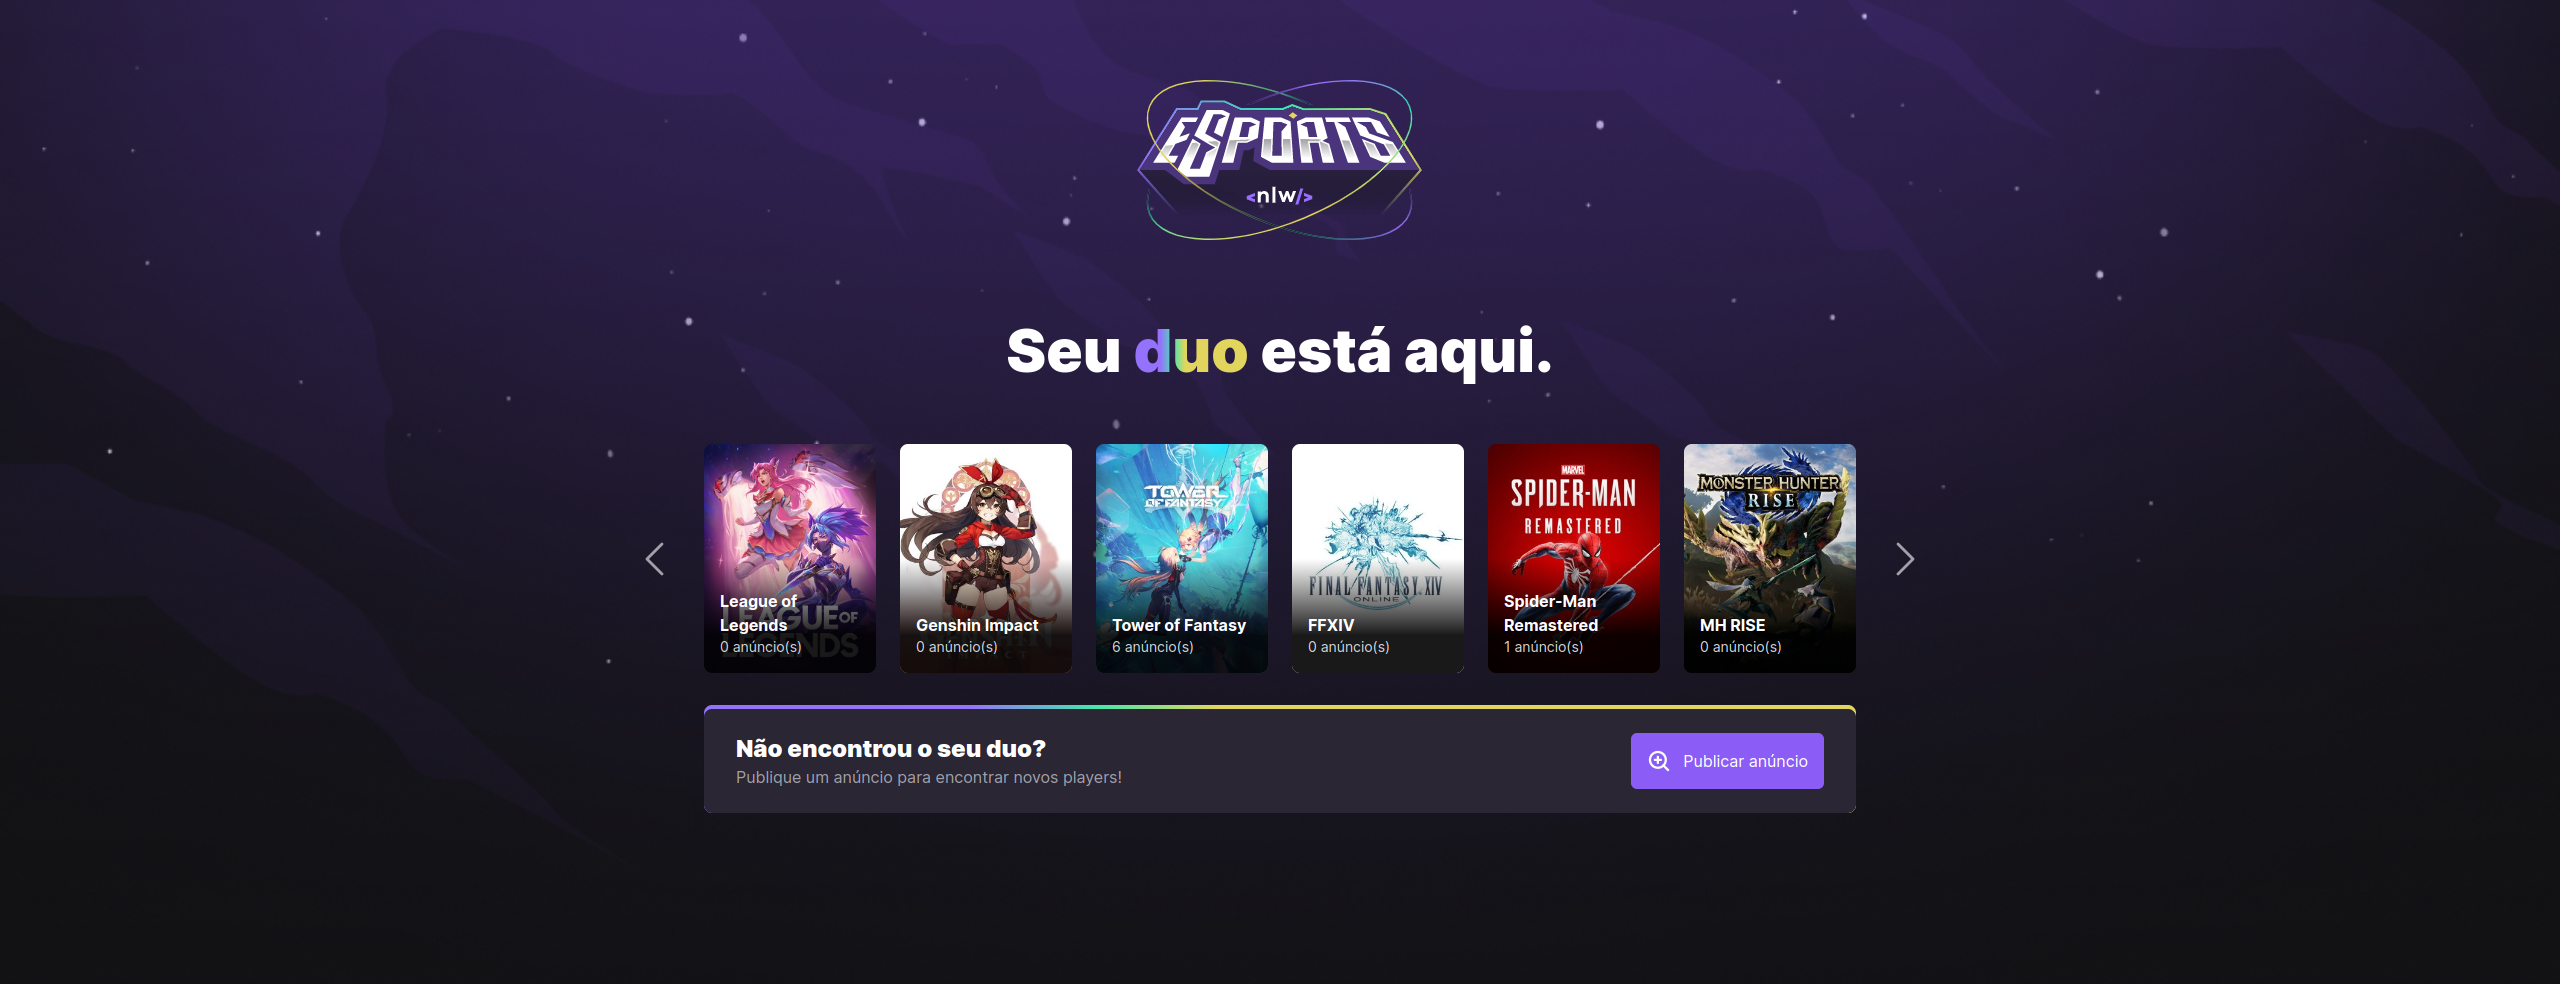 ESPORTS
<nlw/>
Seu duo está aqui.
League of
Legends
0 anúncio(s)
LEAGUE OF
LEGENDS
Genshin Impact
0 anúncio(s)
IMPACT
TOWER
OF FANTASY
Tower of Fantasy
6 anúncio(s)
FINAL FANTASY XIV
ONLINE
FFXIV
0 anúncio(s)
MARVEL
SPIDER-MAN
REMASTERED
Spider-Man
Remastered
1 anúncio(s)
MONSTER HUNTER
RISE
MH RISE
0 anúncio(s)
Não encontrou o seu duo?
Publique um anúncio para encontrar novos players!
Publicar anúncio